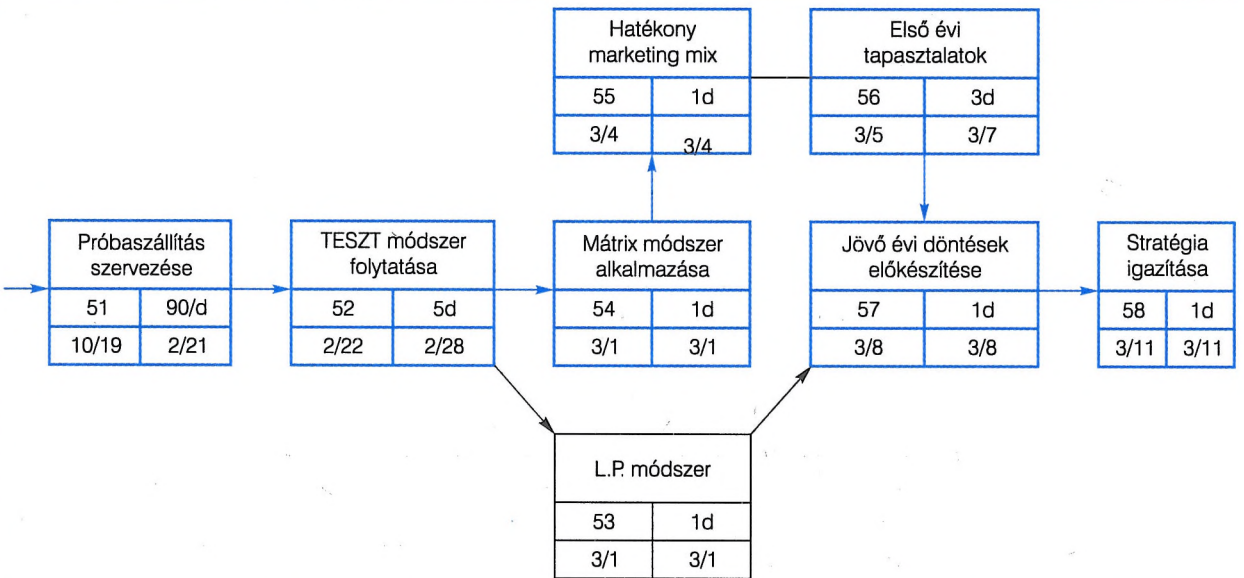 Hatékony
marketing mix
55 1d
3/4 3/4
Első évi
tapasztalatok
56 3d
3/5 3/7
Próbaszállítás
szervezése
51 90/d
10/19 2/21
TESZT módszer
folytatása
52 5d
2/22 2/28
Mátrix módszer
alkalmazása
54 1d
3/1 3/1
Jövő évi döntések
előkészítése
57 1d
3/8 3/8
Stratégia
igazítása
58 1d
3/11 3/11
L.P. módszer
53 1d
3/1 3/1